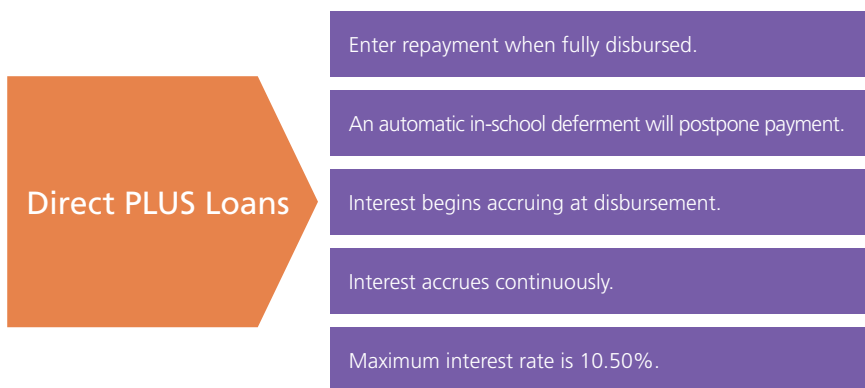 Direct PLUS Loans
Enter repayment when fully disbursed.
An automatic in-school deferment will postpone payment.
Interest begins accruing at disbursement.
Interest accrues continuously.
Maximum interest rate is 10.50%.